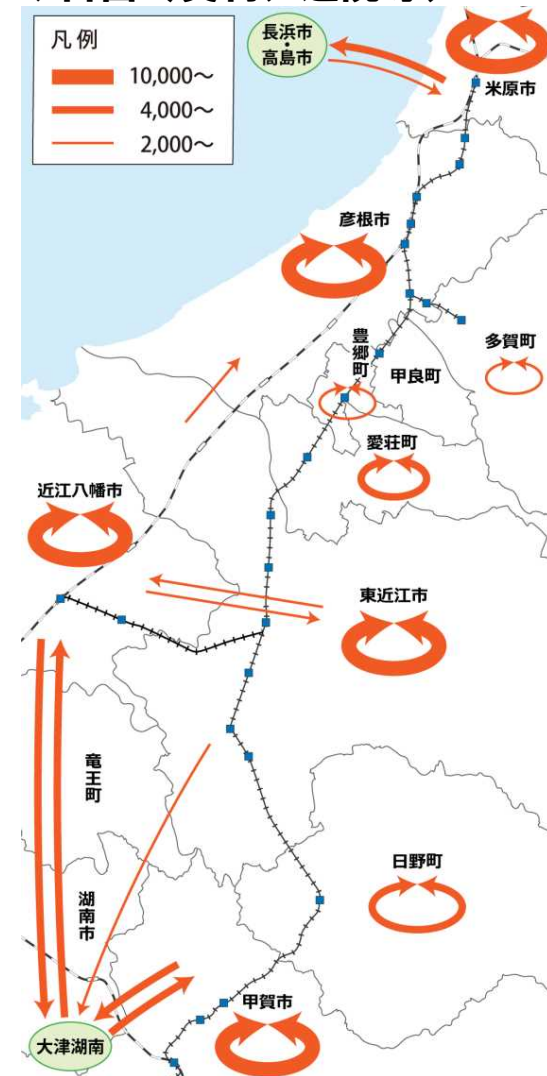 凡 例
10,000～
4,000～
2,000～
長浜市
・
高島市
米原市
彦根市
多賀町
豊郷町
甲良町
愛荘町
近江八幡市
東近江市
竜王町
日野町
湖南市
甲賀市
大津湖南